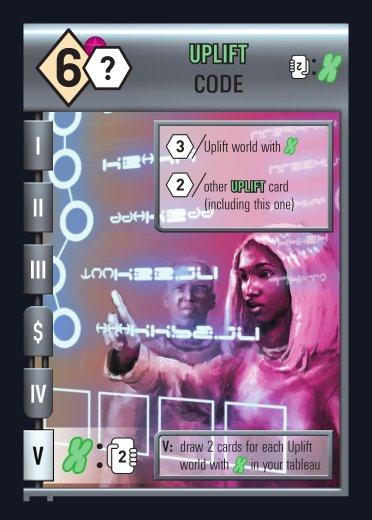 6 ?
UPLIFT
CODE
2 :
3 / Uplift world with
2 / other UPLIFT card
(including this one)
I
II
III
$
IV
V
: 2
V: draw 2 cards for each Uplift
world with in your tableau